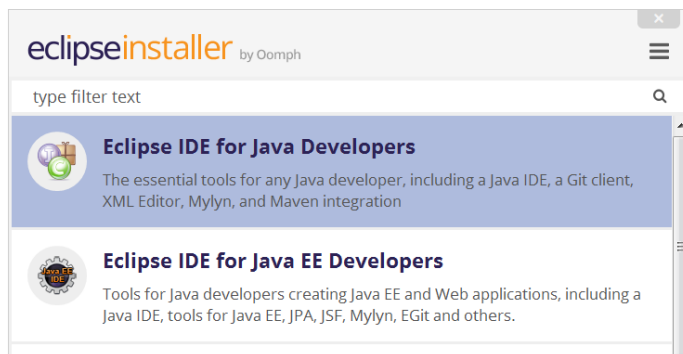 eclipseinstaller by Oomph
type filter text
Eclipse IDE for Java Developers
The essential tools for any Java developer, including a Java IDE, a Git client,
XML Editor, Mylyn, and Maven integration
Java EE
IDE
Eclipse IDE for Java EE Developers
Tools for Java developers creating Java EE and Web applications, including a
Java IDE, tools for Java EE, JPA, JSF, Mylyn, EGit and others.